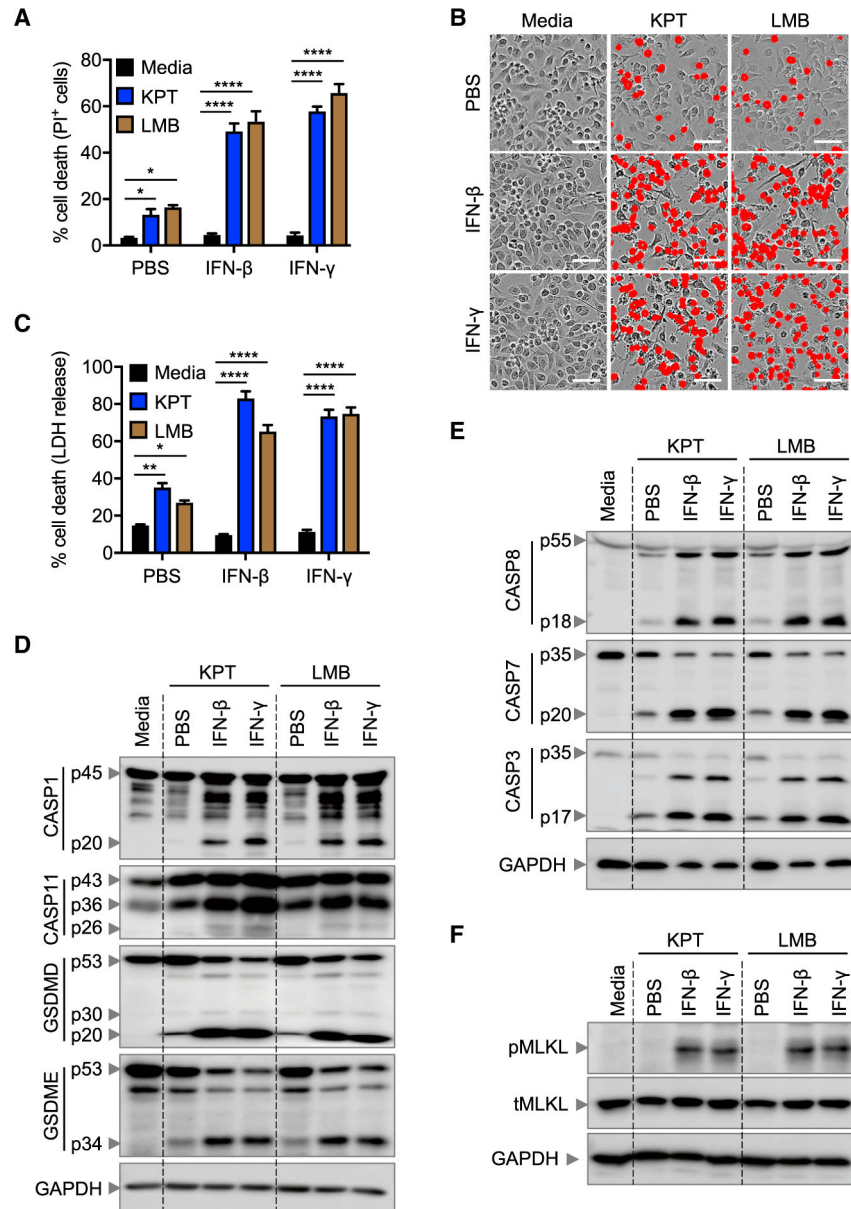 A
Media
KPT
LMB
% cell death (PI+ cells)
80
60
40
20
0
*
*
****
****
****
****
PBS
IFN-β
IFN-γ
B
Media
KPT
LMB
PBS
IFN-β
IFN-γ
C
Media
KPT
LMB
% cell death (LDH release)
100
80
60
40
20
0
*
**
****
****
****
****
PBS
IFN-β
IFN-γ
D
KPT
LMB
Media
PBS
IFN-β
IFN-γ
PBS
IFN-β
IFN-γ
CASP1
p45
p20
CASP11
p43
p36
p26
GSDMD
p53
p30
p20
GSDME
p53
p34
GAPDH
E
KPT
LMB
Media
PBS
IFN-β
IFN-γ
PBS
IFN-β
IFN-γ
CASP8
p55
p18
CASP7
p35
p20
CASP3
p35
p17
GAPDH
F
KPT
LMB
Media
PBS
IFN-β
IFN-γ
PBS
IFN-β
IFN-γ
pMLKL
tMLKL
GAPDH